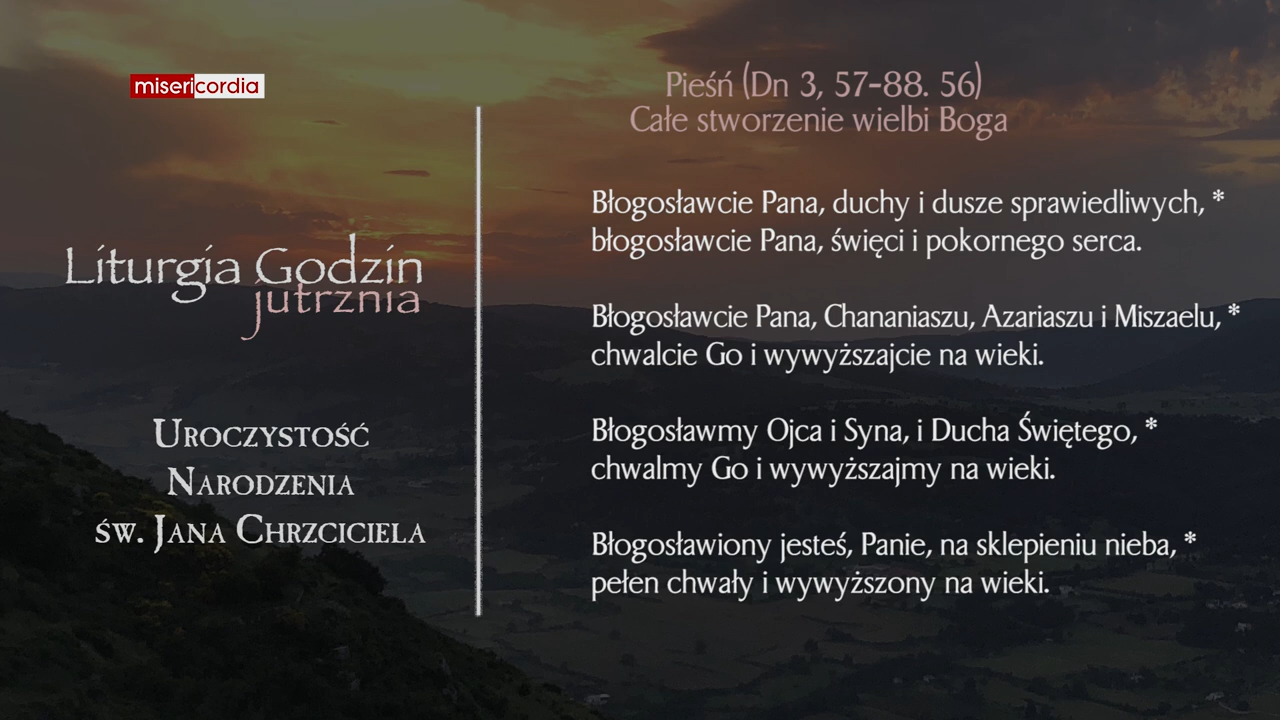 misericordia
Liturgia Godzin
jutrznia
Uroczystość
Narodzenia
św. Jana Chrzciciela
Pieśń (Dn 3, 57-88. 56)
Całe stworzenie wielbi Boga
Błogosławcie Pana, duchy i dusze sprawiedliwych, *
błogosławcie Pana, święci i pokornego serca.
Błogosławcie Pana, Chananiaszu, Azariaszu i Miszaelu, *
chwalcie Go i wywyższajcie na wieki.
Błogosławmy Ojca i Syna, i Ducha Świętego, *
chwalmy Go i wywyższajmy na wieki.
Błogosławiony jesteś, Panie, na sklepieniu nieba, *
pełen chwały i wywyższony na wieki.